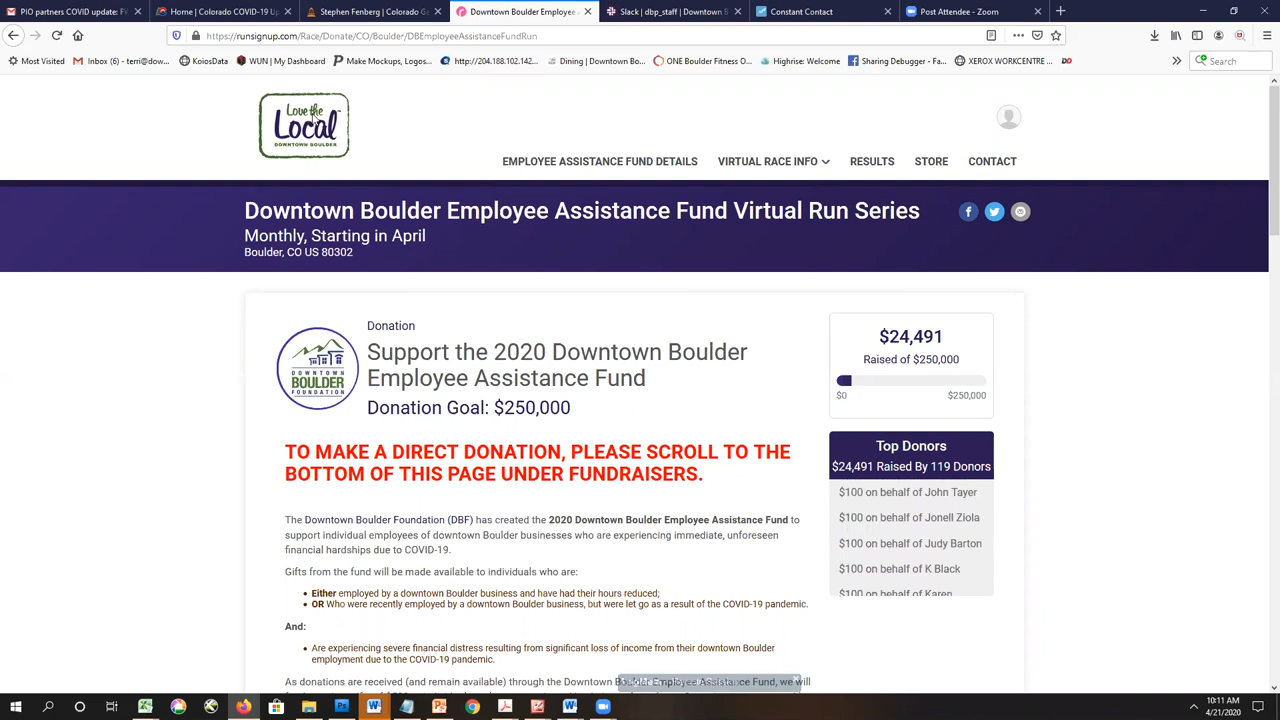 PIO partners COVID update: FW
Home | Colorado COVID-19 Up
Stephen Fenberg | Colorado Ge
Downtown Boulder Employee
Slack | dbp_staff | Downtown B
Constant Contact
Post Attendee - Zoom
https://runsignup.com/Race/Donate/CO/Boulder/DBEmployeeAssistanceFundRun
Most Visited
Inbox (6) - terri@dow...
KoiosData
WUN | My Dashboard
Make Mockups, Logos...
http://204.188.102.142...
Dining | Downtown Bo...
ONE Boulder Fitness O...
Highrise: Welcome
Sharing Debugger - Fa...
XEROX WORKCENTRE ...
Search
Love the
Local
DOWNTOWN BOULDER
EMPLOYEE ASSISTANCE FUND DETAILS
VIRTUAL RACE INFO
RESULTS
STORE
CONTACT
Downtown Boulder Employee Assistance Fund Virtual Run Series
Monthly, Starting in April
Boulder, CO US 80302
DOWNTOWN
BOULDER
FOUNDATION
Donation
Support the 2020 Downtown Boulder
Employee Assistance Fund
Donation Goal: $250,000
$24,491
Raised of $250,000
$0
$250,000
TO MAKE A DIRECT DONATION, PLEASE SCROLL TO THE
BOTTOM OF THIS PAGE UNDER FUNDRAISERS.
Top Donors
$24,491 Raised By 119 Donors
$100 on behalf of John Tayer
$100 on behalf of Jonell Ziola
$100 on behalf of Judy Barton
$100 on behalf of K Black
$100 on behalf of Karen
The Downtown Boulder Foundation (DBF) has created the 2020 Downtown Boulder Employee Assistance Fund to
support individual employees of downtown Boulder businesses who are experiencing immediate, unforeseen
financial hardships due to COVID-19.
Gifts from the fund will be made available to individuals who are:
Either employed by a downtown Boulder business and have had their hours reduced;
OR Who were recently employed by a downtown Boulder business, but were let go as a result of the COVID-19 pandemic.
And:
Are experiencing severe financial distress resulting from significant loss of income from their downtown Boulder
employment due to the COVID-19 pandemic.
As donations are received (and remain available) through the Downtown Boulder Employee Assistance Fund, we will
10:11 AM
4/21/2020